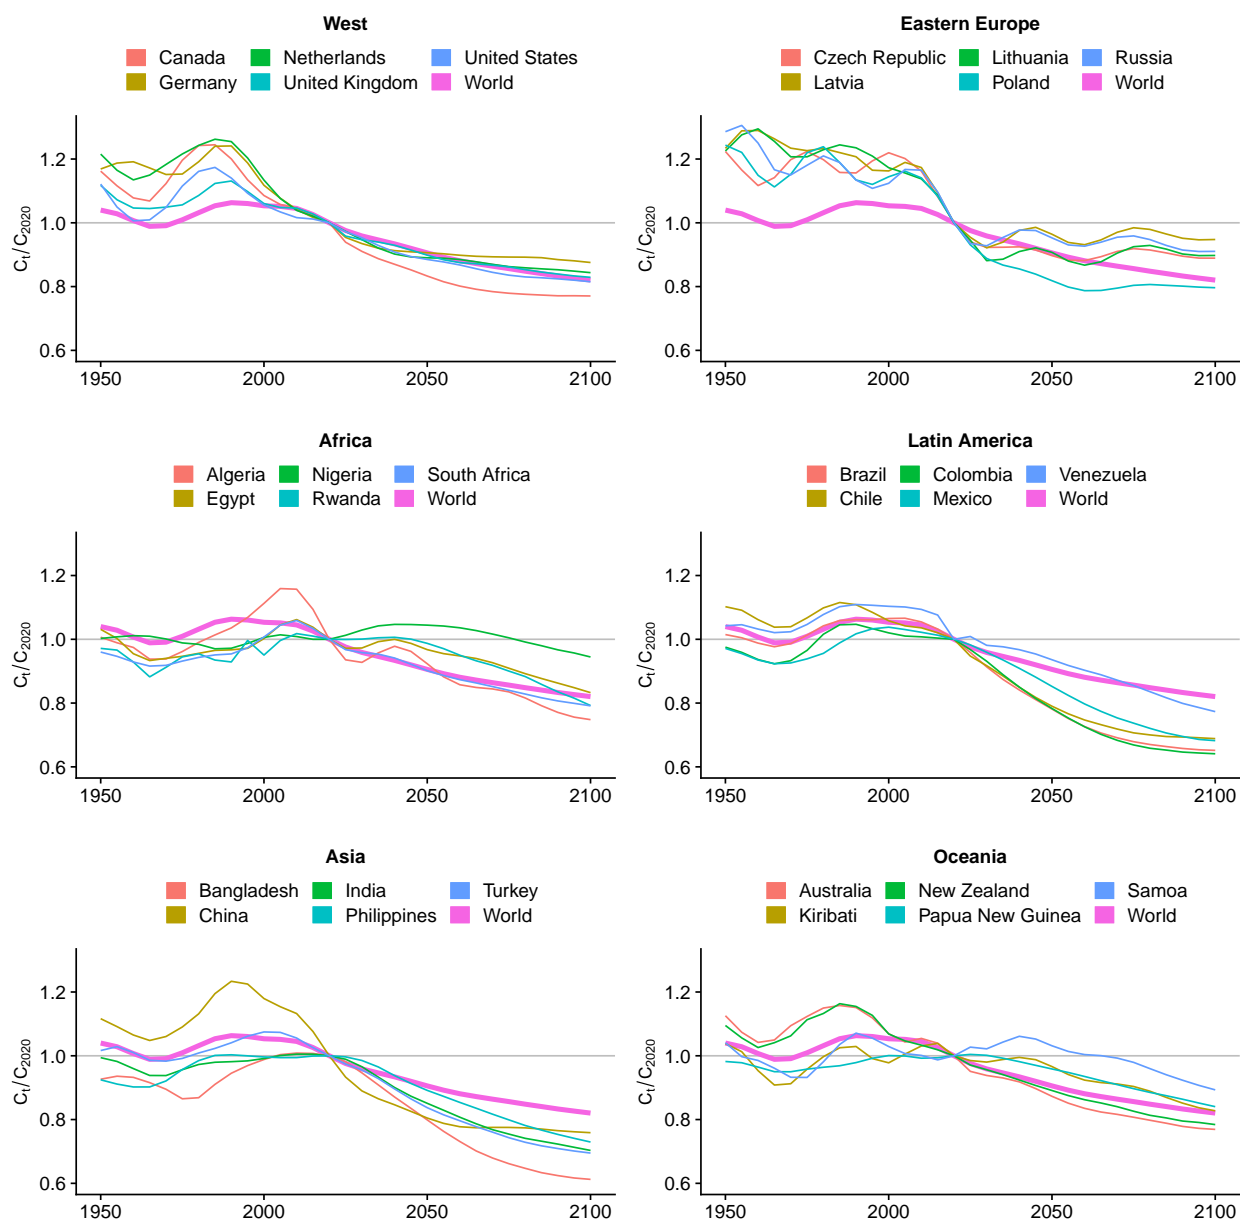 West
Canada Netherlands United States
Germany United Kingdom World
Cₜ/C₂₀₂₀
1.2
1.0
0.8
0.6
1950 2000 2050 2100
Eastern Europe
Czech Republic Lithuania Russia
Latvia Poland World
Cₜ/C₂₀₂₀
1.2
1.0
0.8
0.6
1950 2000 2050 2100
Africa
Algeria Nigeria South Africa
Egypt Rwanda World
Cₜ/C₂₀₂₀
1.2
1.0
0.8
0.6
1950 2000 2050 2100
Latin America
Brazil Colombia Venezuela
Chile Mexico World
Cₜ/C₂₀₂₀
1.2
1.0
0.8
0.6
1950 2000 2050 2100
Asia
Bangladesh India Turkey
China Philippines World
Cₜ/C₂₀₂₀
1.2
1.0
0.8
0.6
1950 2000 2050 2100
Oceania
Australia New Zealand Samoa
Kiribati Papua New Guinea World
Cₜ/C₂₀₂₀
1.2
1.0
0.8
0.6
1950 2000 2050 2100